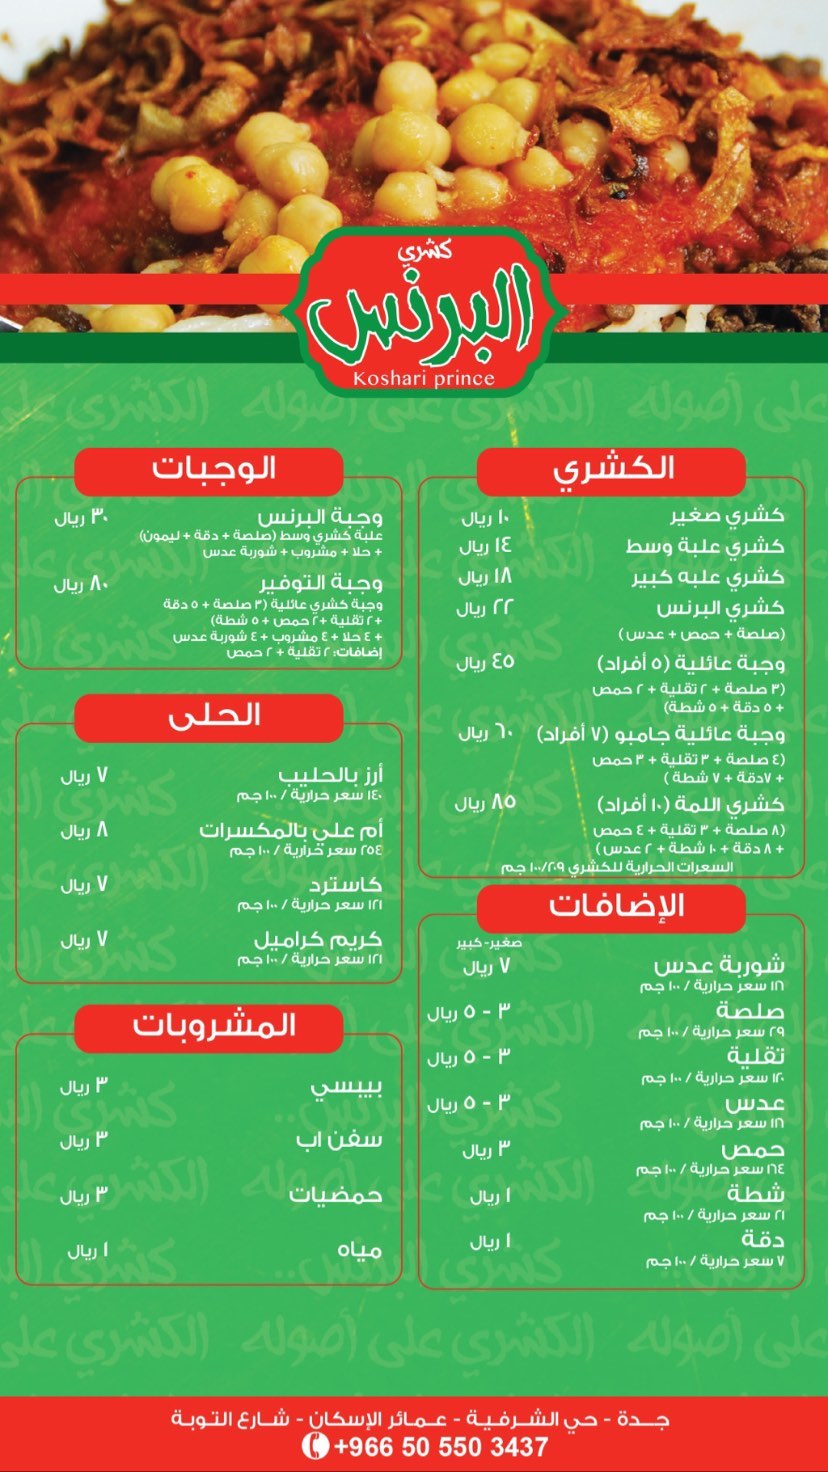 كشري
البرنس
Koshari prince
الكشري
كشري صغير ١٠ ريال
كشري علبة وسط ١٤ ريال
كشري علبه كبير ١٨ ريال
كشري البرنس ٢٢ ريال
(صلصة + حمص + عدس)
وجبة عائلية (٥ أفراد) ٤٥ ريال
(٣ صلصة + ٢ تقلية + ٢ حمص
+ ٥ دقة + ٥ شطة)
وجبة عائلية جامبو (٧ أفراد) ٦٠ ريال
(٤ صلصة + ٣ تقلية + ٣ حمص
+ ٧دقة + ٧ شطة)
كشري اللمة (١٠ أفراد) ٨٥ ريال
(٨ صلصة + ٣ تقلية + ٤ حمص
+ ٨ دقة + ١٠ شطة + ٢ عدس)
السعرات الحرارية للكشري ١٠٠/٢٠٩ جم
الإضافات
صغير- كبير
شوربة عدس ٧ ريال
١١٦ سعر حرارية / ١٠٠ جم
صلصة ٣ - ٥ ريال
٢٩ سعر حرارية / ١٠٠ جم
تقلية ٣ - ٥ ريال
١٢٠ سعر حرارية / ١٠٠ جم
عدس ٣ - ٥ ريال
١١٦ سعر حرارية / ١٠٠ جم
حمص ٣ ريال
١٦٤ سعر حرارية / ١٠٠ جم
شطة ١ ريال
٢١ سعر حرارية / ١٠٠ جم
دقة ١ ريال
٧ سعر حرارية / ١٠٠ جم
الوجبات
وجبة البرنس ٣٠ ريال
علبة كشري وسط (صلصة + دقة + ليمون)
+ حلا + مشروب + شوربة عدس
وجبة التوفير ٨٠ ريال
وجبة كشري عائلية (٣ صلصة + ٥ دقة
+ ٢ تقلية + ٢ حمص + ٥ شطة)
+ ٤ حلا + ٤ مشروب + ٤ شوربة عدس
إضافات: ٢ تقلية + ٢ حمص
الحلى
أرز بالحليب ٧ ريال
١٤٠ سعر حرارية / ١٠٠ جم
أم علي بالمكسرات ٨ ريال
٢٥٤ سعر حرارية / ١٠٠ جم
كاسترد ٧ ريال
١٢١ سعر حرارية / ١٠٠ جم
كريم كراميل ٧ ريال
١٢١ سعر حرارية / ١٠٠ جم
المشروبات
بيبسي ٣ ريال
سفن اب ٣ ريال
حمضيات ٣ ريال
مياه ١ ريال
جـــدة - حي الشـرفـيـة - عـمـائر الإسكان - شـارع التوبـة
+966 50 550 3437